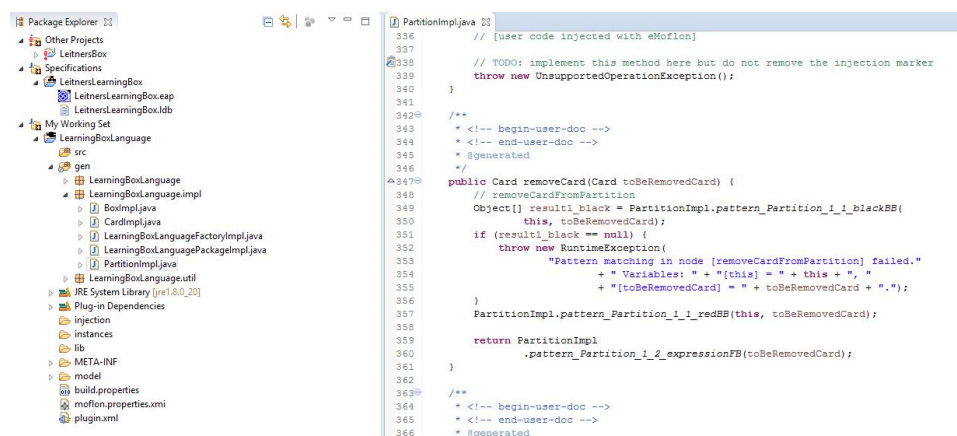 Package Explorer
Other Projects
LeitnersBox
Specifications
LeitnersLearningBox
LeitnersLearningBox.eap
LeitnersLearningBox.ldb
My Working Set
LearningBoxLanguage
src
gen
LearningBoxLanguage
LearningBoxLanguage.impl
BoxImpl.java
CardImpl.java
LearningBoxLanguageFactoryImpl.java
LearningBoxLanguagePackageImpl.java
PartitionImpl.java
LearningBoxLanguage.util
JRE System Library [jre1.8.0_20]
Plug-in Dependencies
injection
instances
lib
META-INF
model
build.properties
moflon.properties.xmi
plugin.xml
PartitionImpl.java
336 // [user code injected with eMoflon]
337
338 // TODO: implement this method here but do not remove the injection marker
339 throw new UnsupportedOperationException();
340 }
341
342 /**
343 * <!-- begin-user-doc -->
344 * <!-- end-user-doc -->
345 * @generated
346 */
347 public Card removeCard(Card toBeRemovedCard) {
348 // removeCardFromPartition
349 Object[] result1_black = PartitionImpl.pattern_Partition_1_1_blackBB(
350 this, toBeRemovedCard);
351 if (result1_black == null) {
352 throw new RuntimeException(
353 "Pattern matching in node [removeCardFromPartition] failed."
354 + " Variables: " + "[this] = " + this + ", "
355 + "[toBeRemovedCard] = " + toBeRemovedCard + ".");
356 }
357 PartitionImpl.pattern_Partition_1_1_redBB(this, toBeRemovedCard);
358
359 return PartitionImpl
360 .pattern_Partition_1_2_expressionFB(toBeRemovedCard);
361 }
362
363 /**
364 * <!-- begin-user-doc -->
365 * <!-- end-user-doc -->
366 * @generated